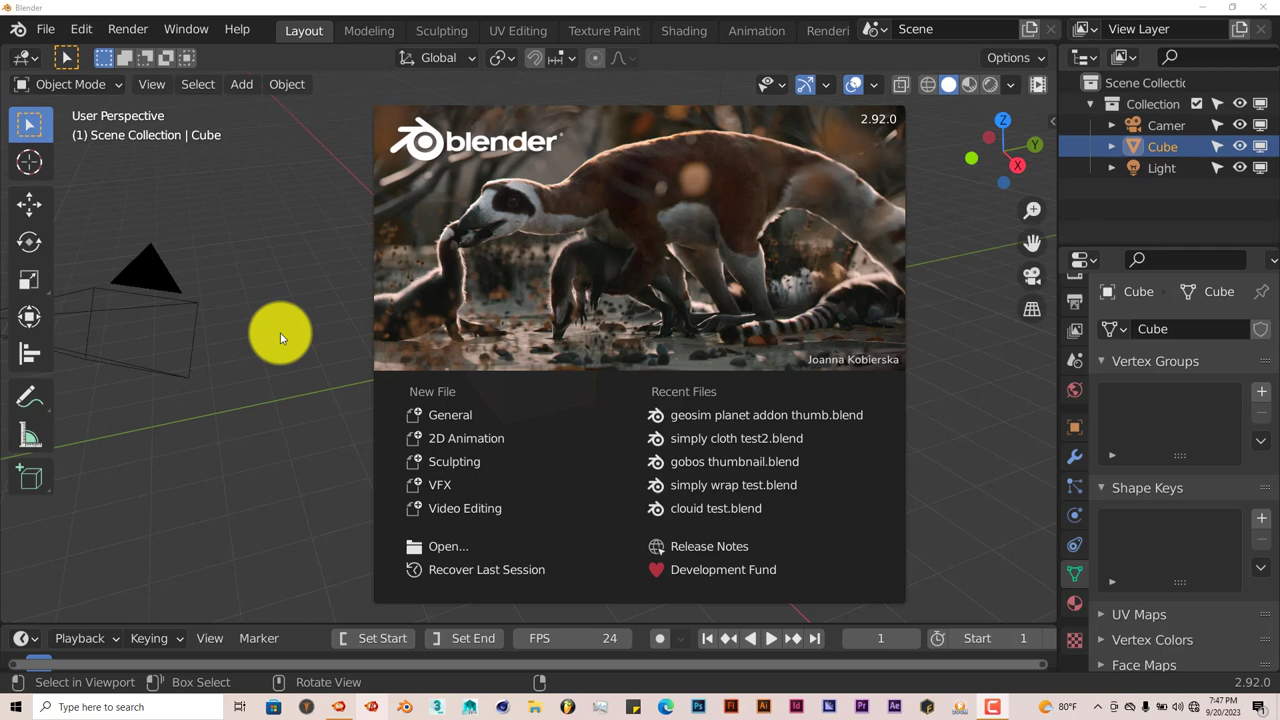 Blender
File Edit Render Window Help Layout Modeling Sculpting UV Editing Texture Paint Shading Animation Renderi Scene View Layer
Global Options
Object Mode View Select Add Object
User Perspective
(1) Scene Collection | Cube
blender
2.92.0
Joanna Kobierska
New File
General
2D Animation
Sculpting
VFX
Video Editing
Open...
Recover Last Session
Recent Files
geosim planet addon thumb.blend
simply cloth test2.blend
gobos thumbnail.blend
simply wrap test.blend
clouid test.blend
Release Notes
Development Fund
Z
Y
X
Scene Collectic
Collection
Camer
Cube
Light
Cube Cube
Cube
Vertex Groups
Shape Keys
UV Maps
Vertex Colors
Face Maps
Playback Keying View Marker Set Start Set End FPS 24 1 Start 1
Select in Viewport Box Select Rotate View 2.92.0
Type here to search
80°F
7:47 PM
9/20/2023